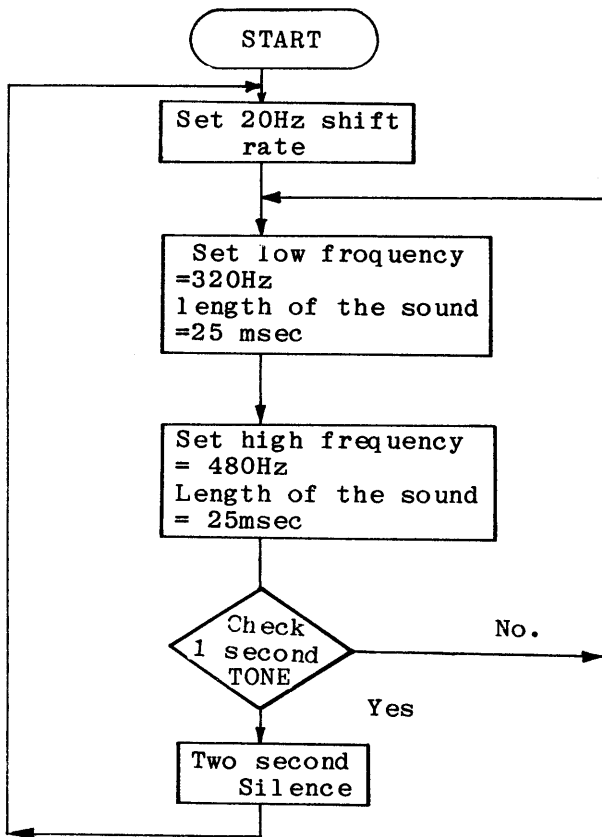 START
Set 20Hz shift
rate
Set low froquency
=320Hz
length of the sound
=25 msec
Set high frequency
= 480Hz
Length of the sound
= 25msec
Check
1 second
TONE
No.
Yes
Two second
Silence